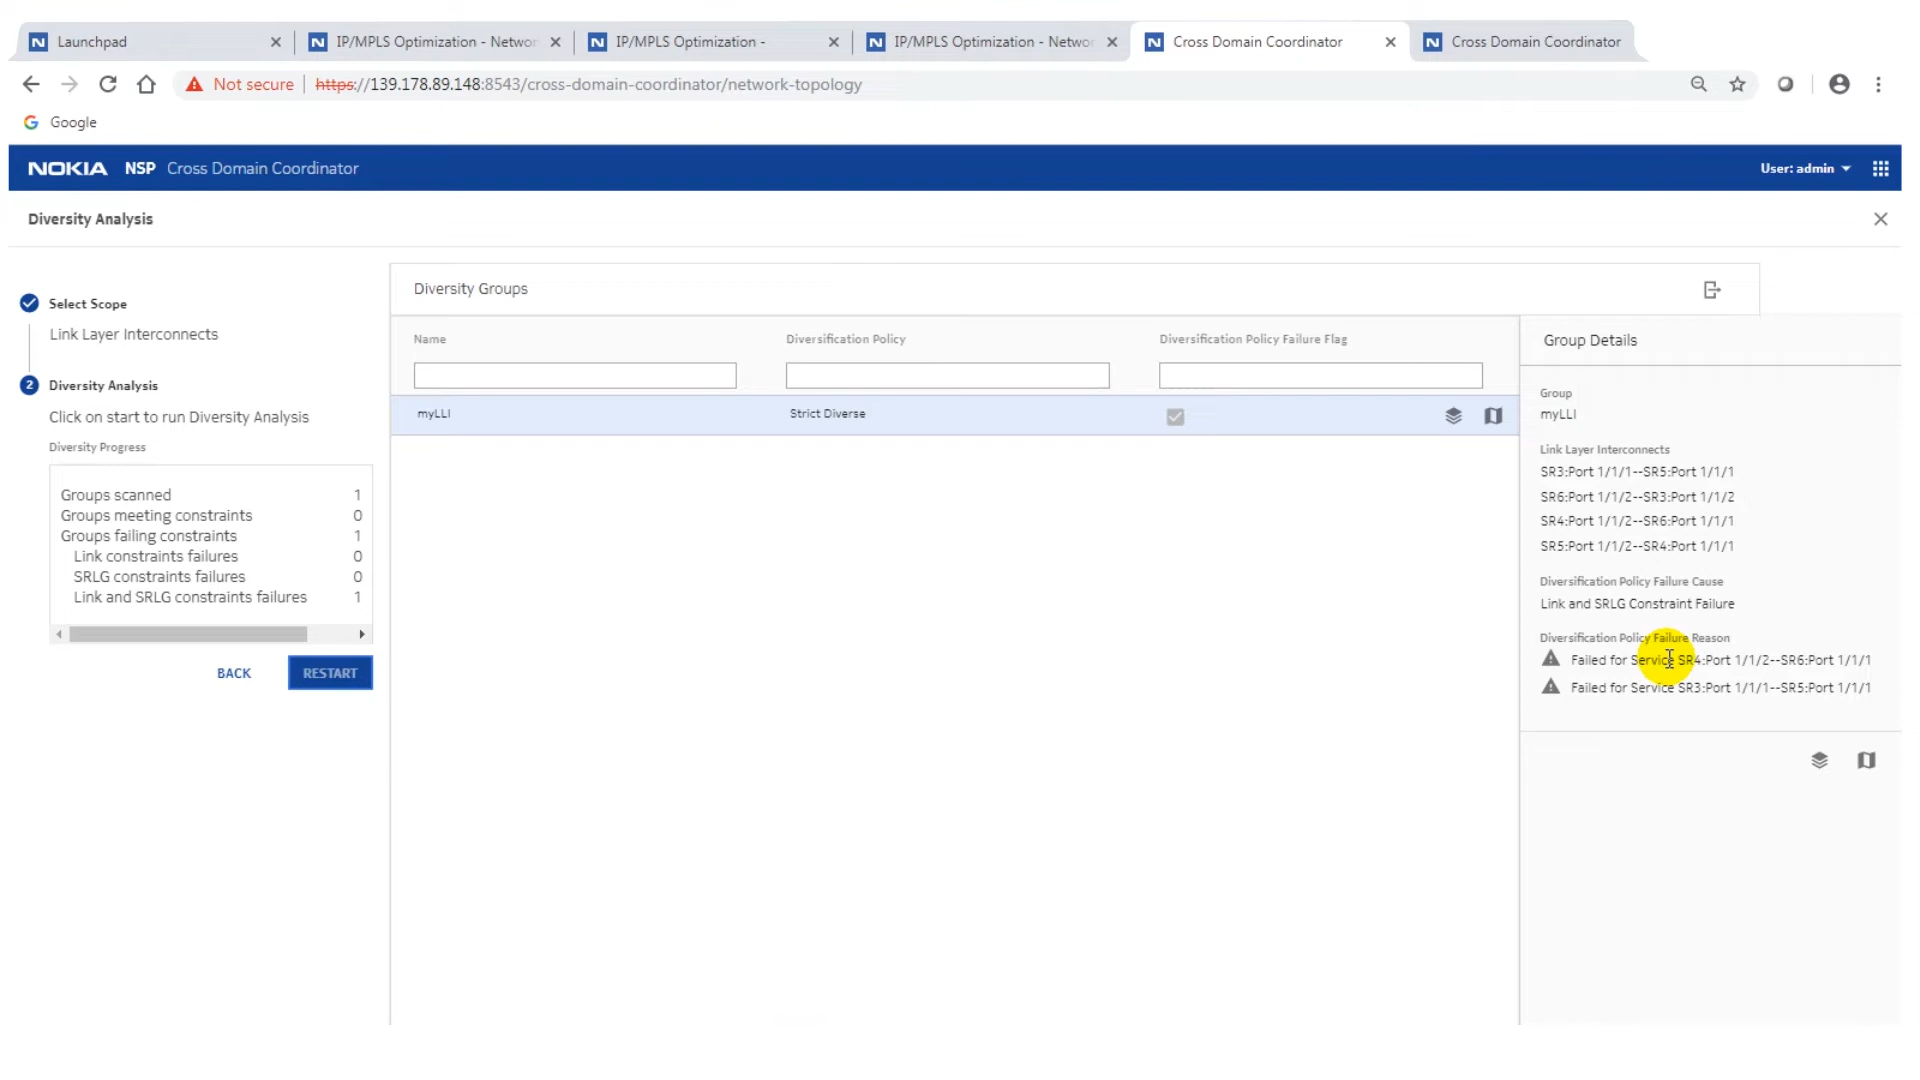 Launchpad
IP/MPLS Optimization - Networ
IP/MPLS Optimization -
IP/MPLS Optimization - Networ
Cross Domain Coordinator
Cross Domain Coordinator
Not secure
https://139.178.89.148:8543/cross-domain-coordinator/network-topology
Google
NOKIA NSP Cross Domain Coordinator
User: admin
Diversity Analysis
Select Scope
Link Layer Interconnects
2 Diversity Analysis
Click on start to run Diversity Analysis
Diversity Progress
Groups scanned 1
Groups meeting constraints 0
Groups failing constraints 1
Link constraints failures 0
SRLG constraints failures 0
Link and SRLG constraints failures 1
BACK
RESTART
Diversity Groups
Name
Diversification Policy
Diversification Policy Failure Flag
myLLI
Strict Diverse
Group Details
Group
myLLI
Link Layer Interconnects
SR3:Port 1/1/1--SR5:Port 1/1/1
SR6:Port 1/1/2--SR3:Port 1/1/2
SR4:Port 1/1/2--SR6:Port 1/1/1
SR5:Port 1/1/2--SR4:Port 1/1/1
Diversification Policy Failure Cause
Link and SRLG Constraint Failure
Diversification Policy Failure Reason
Failed for Service SR4:Port 1/1/2--SR6:Port 1/1/1
Failed for Service SR3:Port 1/1/1--SR5:Port 1/1/1